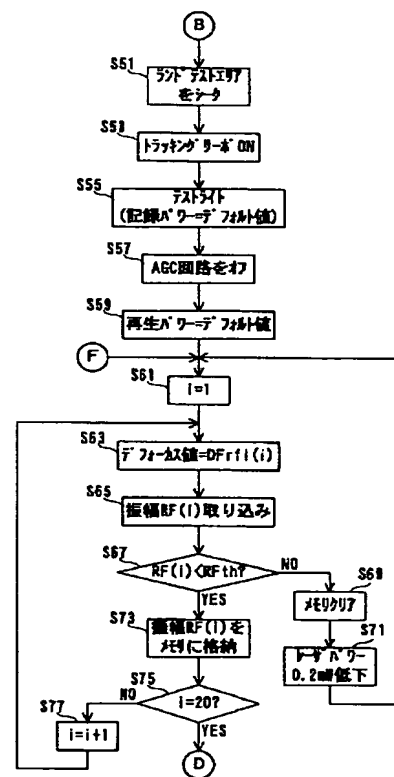 B
S51
ランドテストエリア
をシーク
S53
トラッキングサーボON
S55
テストライト
(記録パワー=デフォルト値)
S57
AGC回路をオフ
S59
再生パワー=デフォルト値
F
S61
i=1
S63
デフォーカス値=DFrfl(i)
S65
振幅RF(i)取り込み
S67
RF(i)<RFth?
NO
S69
メモリクリア
YES
S73
振幅RF(i)を
メモリに格納
S71
レーザパワー
0.2mW低下
S75
i=20?
NO
S77
i=i+1
YES
D